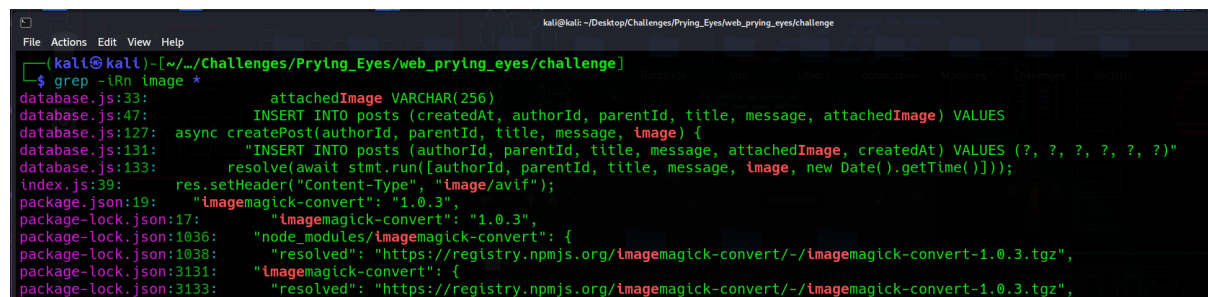 kali@kali: ~/Desktop/Challenges/Prying_Eyes/web_prying_eyes/challenge
File Actions Edit View Help
(kali㉿kali)-[~/…/Challenges/Prying_Eyes/web_prying_eyes/challenge]
$ grep -iRn image *
database.js:33: attachedImage VARCHAR(256)
database.js:47: INSERT INTO posts (createdAt, authorId, parentId, title, message, attachedImage) VALUES
database.js:127: async createPost(authorId, parentId, title, message, image) {
database.js:131: "INSERT INTO posts (authorId, parentId, title, message, attachedImage, createdAt) VALUES (?, ?, ?, ?, ?, ?)"
database.js:133: resolve(await stmt.run([authorId, parentId, title, message, image, new Date().getTime()]));
index.js:39: res.setHeader("Content-Type", "image/avif");
package.json:19: "imagemagick-convert": "1.0.3",
package-lock.json:17: "imagemagick-convert": "1.0.3",
package-lock.json:1036: "node_modules/imagemagick-convert": {
package-lock.json:1038: "resolved": "https://registry.npmjs.org/imagemagick-convert/-/imagemagick-convert-1.0.3.tgz",
package-lock.json:3131: "imagemagick-convert": {
package-lock.json:3133: "resolved": "https://registry.npmjs.org/imagemagick-convert/-/imagemagick-convert-1.0.3.tgz",